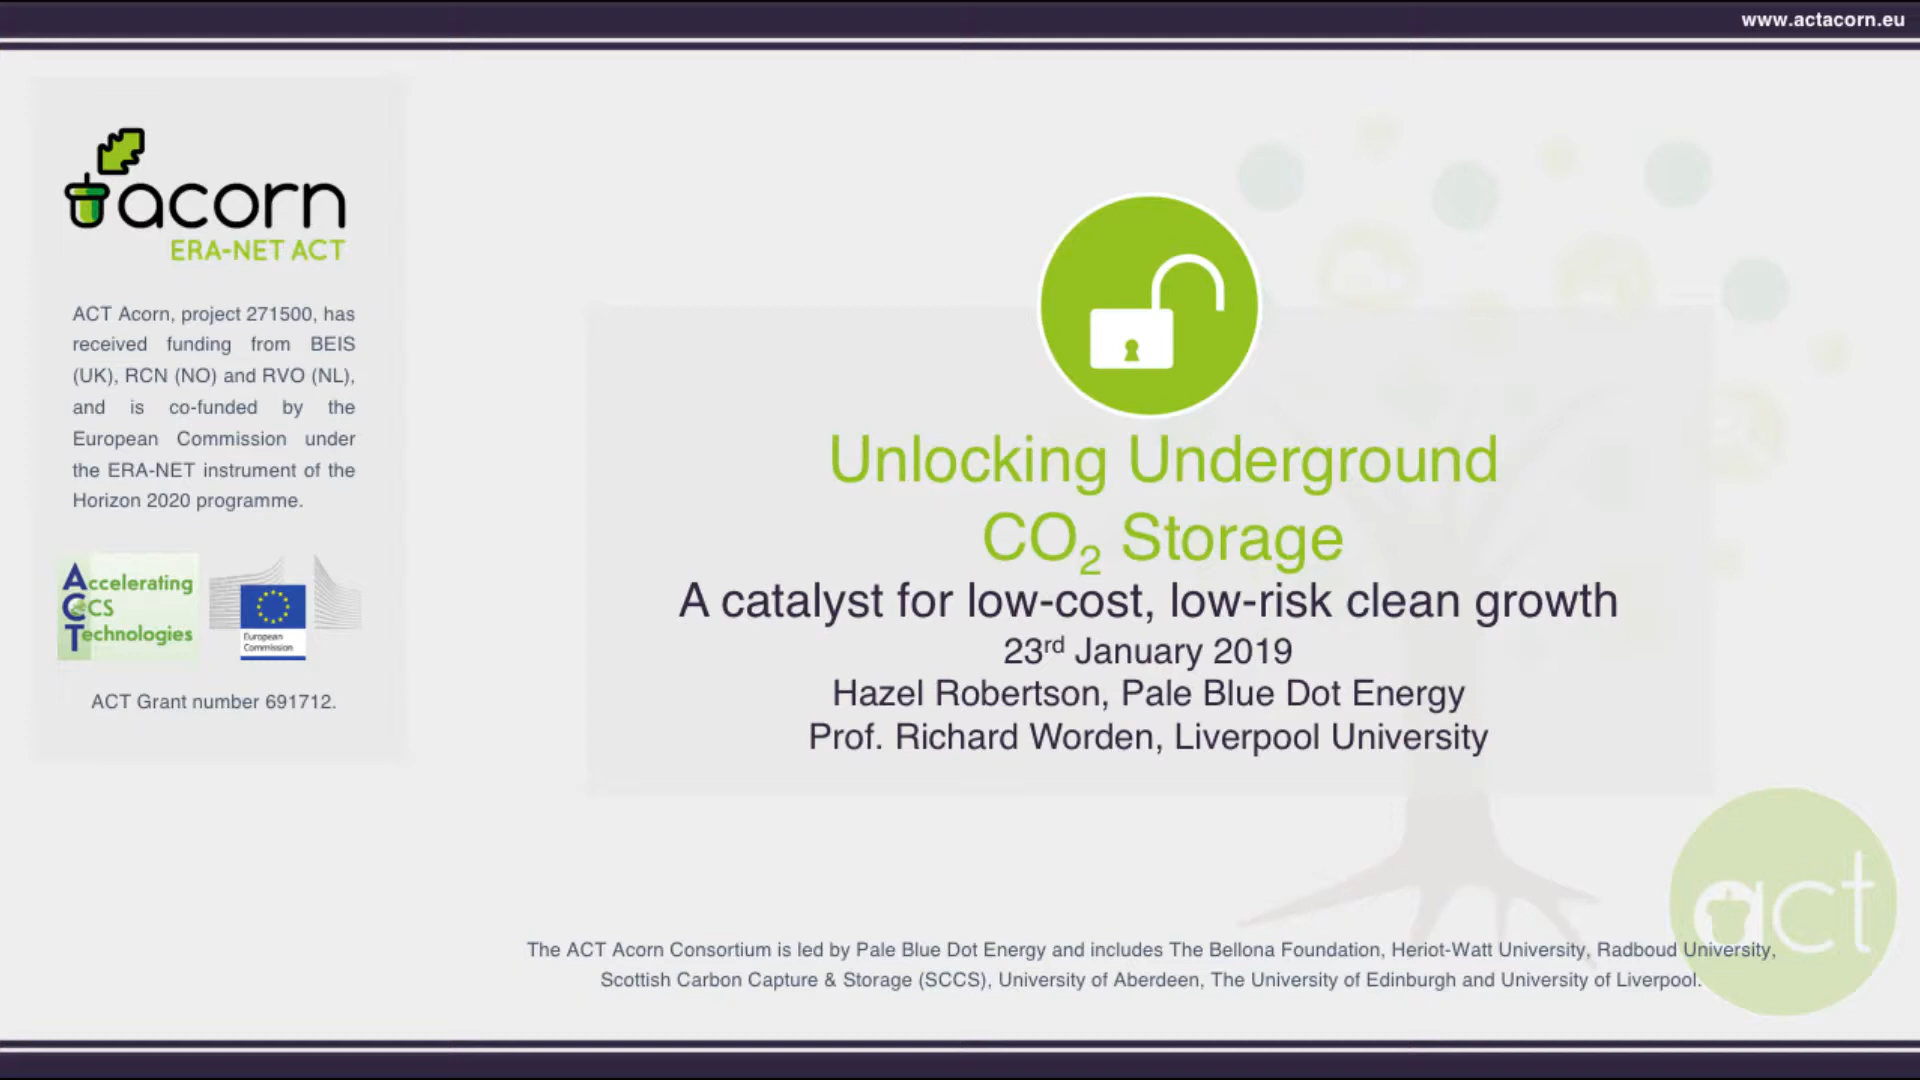 www.actacorn.eu
acorn
ERA-NET ACT
ACT Acorn, project 271500, has
received funding from BEIS
(UK), RCN (NO) and RVO (NL),
and is co-funded by the
European Commission under
the ERA-NET instrument of the
Horizon 2020 programme.
Accelerating
CCS
Technologies
European
Commission
ACT Grant number 691712.
Unlocking Underground
CO₂ Storage
A catalyst for low-cost, low-risk clean growth
23rd January 2019
Hazel Robertson, Pale Blue Dot Energy
Prof. Richard Worden, Liverpool University
act
The ACT Acorn Consortium is led by Pale Blue Dot Energy and includes The Bellona Foundation, Heriot-Watt University, Radboud University,
Scottish Carbon Capture & Storage (SCCS), University of Aberdeen, The University of Edinburgh and University of Liverpool.